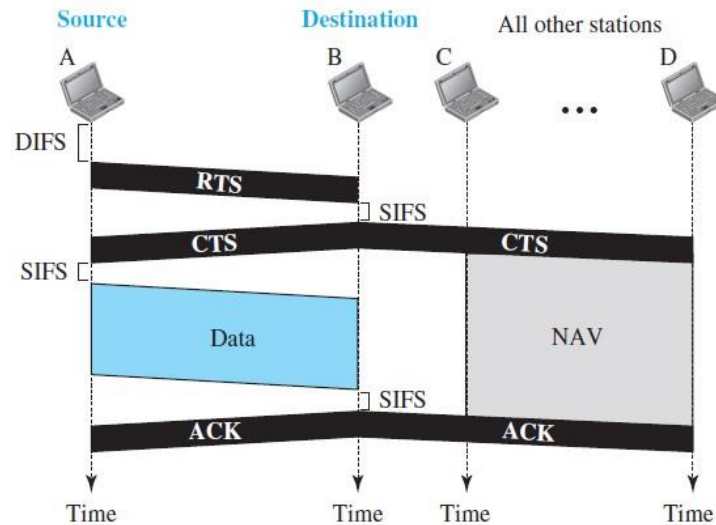 Source Destination All other stations
A B C D
...
DIFS
RTS
SIFS
CTS CTS
SIFS
Data NAV
SIFS
ACK ACK
Time Time Time Time